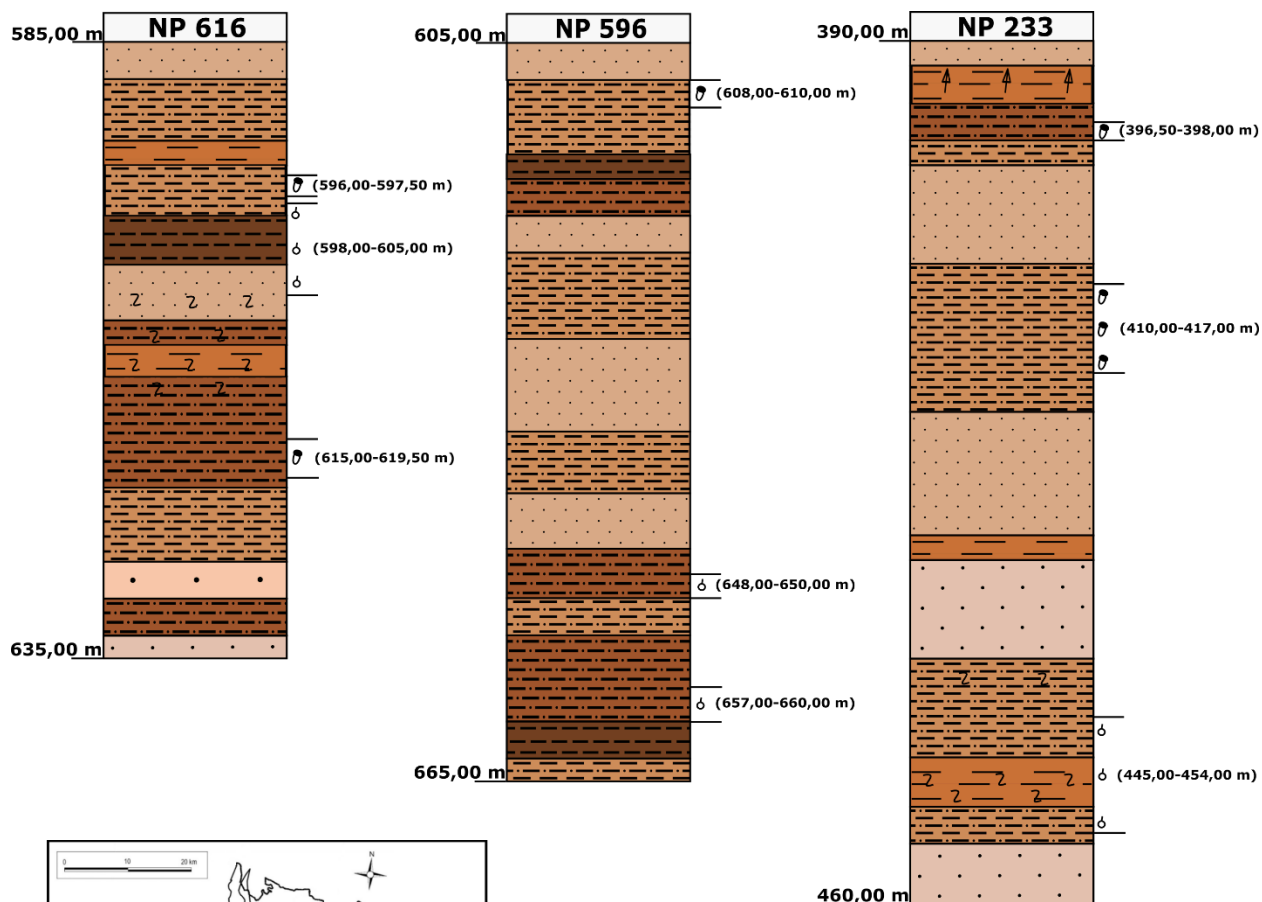 NP 616
585,00 m
(596,00-597,50 m)
(598,00-605,00 m)
(615,00-619,50 m)
635,00 m
NP 596
605,00 m
(608,00-610,00 m)
(648,00-650,00 m)
(657,00-660,00 m)
665,00 m
NP 233
390,00 m
(396,50-398,00 m)
(410,00-417,00 m)
(445,00-454,00 m)
460,00 m
0 10 20 km
N